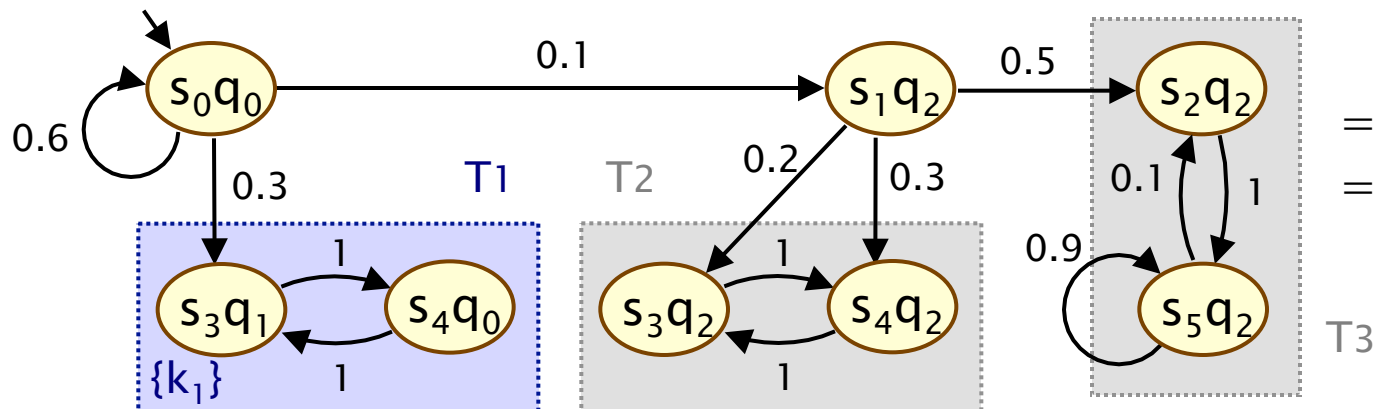 0.1
0.5
s₀q₀
s₁q₂
s₂q₂
=
0.6
0.2
T1
T2
0.3
0.3
0.1
1
=
1
1
0.9
s₃q₁
s₄q₀
s₃q₂
s₄q₂
s₅q₂
T3
{k₁}
1
1